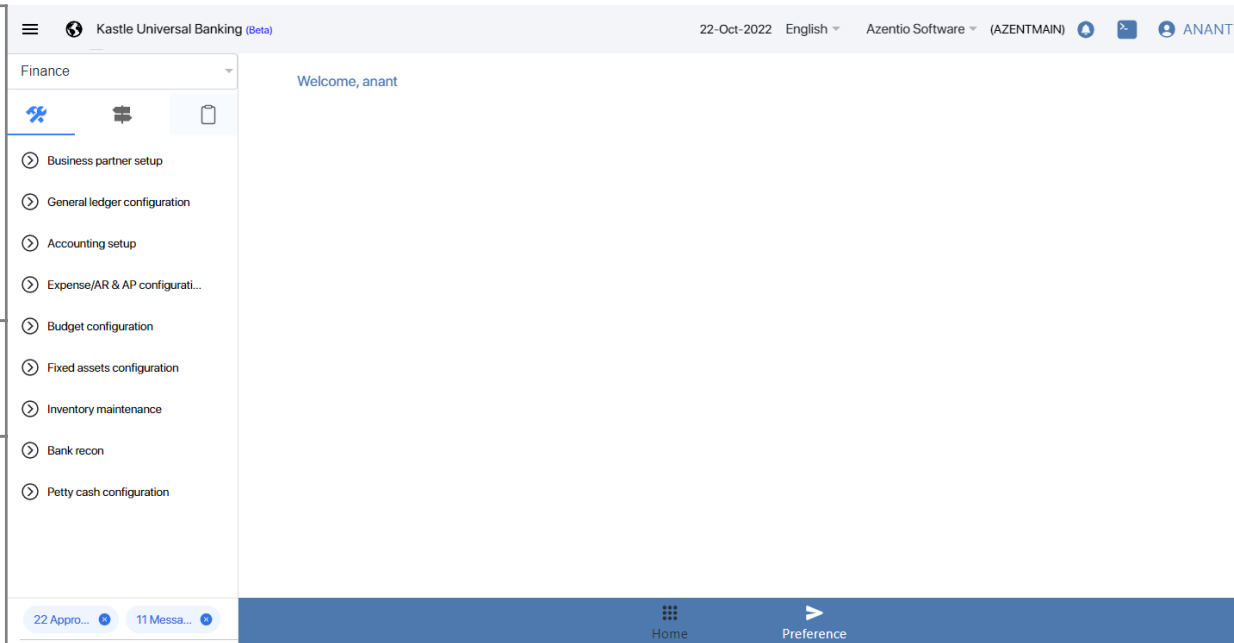 Kastle Universal Banking (Beta) 22-Oct-2022 English Azentio Software (AZENTMAIN) ANANT
Finance
Welcome, anant
Business partner setup
General ledger configuration
Accounting setup
Expense/AR & AP configurati...
Budget configuration
Fixed assets configuration
Inventory maintenance
Bank recon
Petty cash configuration
22 Appro... 11 Messa...
Home Preference